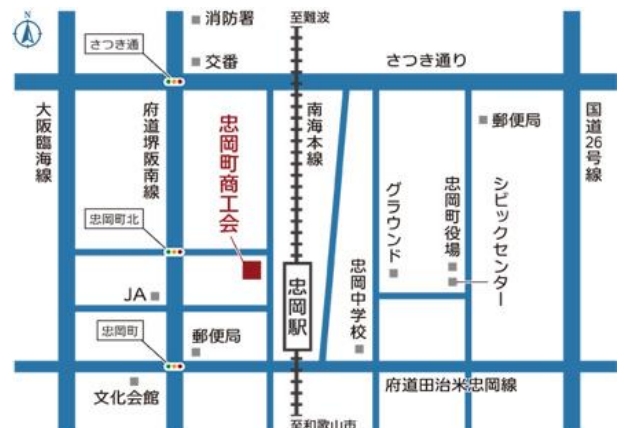 消防署
至難波
さつき通
交番
さつき通り
大阪臨海線
府道堺阪南線
忠岡町商工会
南海本線
郵便局
国道26号線
グラウンド
忠岡町役場
シビックセンター
忠岡町北
忠岡駅
忠岡中学校
JA
忠岡町
郵便局
文化会館
府道田治米忠岡線
至和歌山市